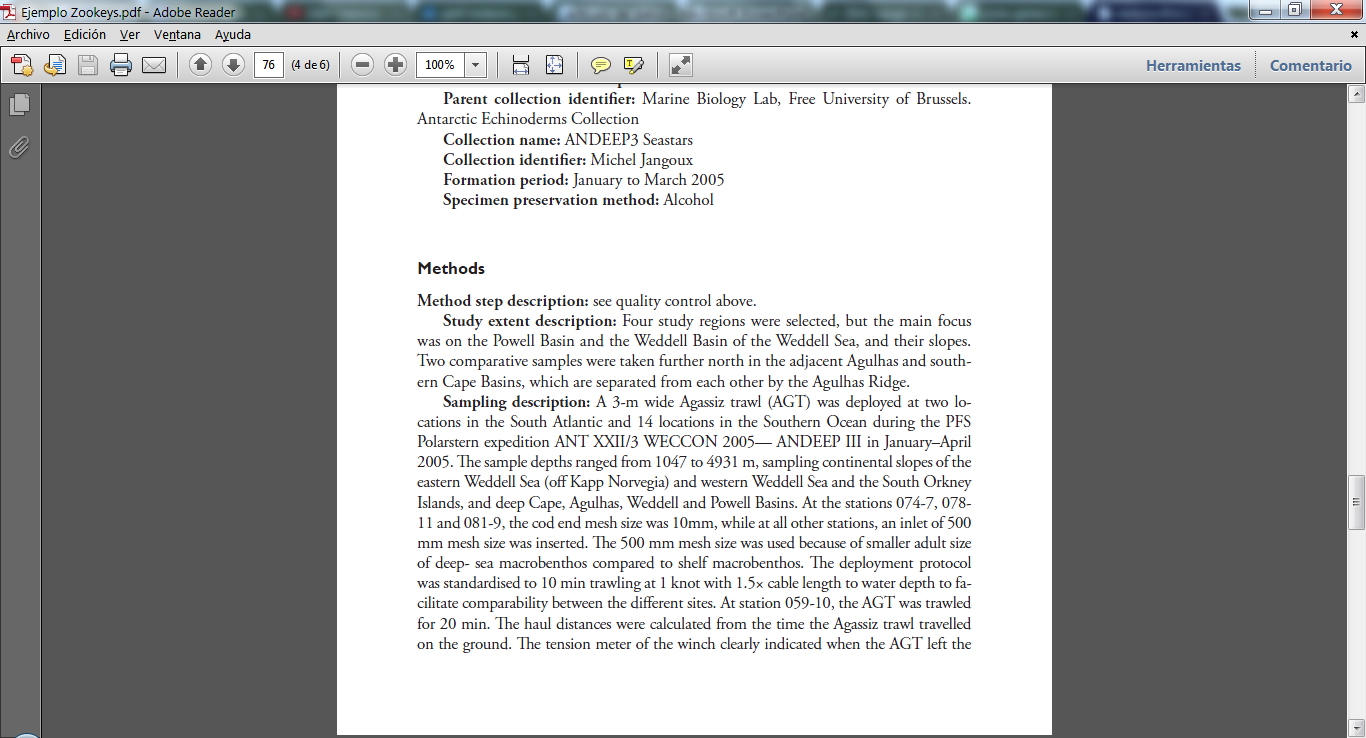 Ejemplo Zookeys.pdf - Adobe Reader
Archivo Edición Ver Ventana Ayuda
76 (4 de 6) 100% Herramientas Comentario
Parent collection identifier: Marine Biology Lab, Free University of Brussels.
Antarctic Echinoderms Collection
Collection name: ANDEEP3 Seastars
Collection identifier: Michel Jangoux
Formation period: January to March 2005
Specimen preservation method: Alcohol
Methods
Method step description: see quality control above.
Study extent description: Four study regions were selected, but the main focus
was on the Powell Basin and the Weddell Basin of the Weddell Sea, and their slopes.
Two comparative samples were taken further north in the adjacent Agulhas and south-
ern Cape Basins, which are separated from each other by the Agulhas Ridge.
Sampling description: A 3-m wide Agassiz trawl (AGT) was deployed at two lo-
cations in the South Atlantic and 14 locations in the Southern Ocean during the PFS
Polarstern expedition ANT XXII/3 WECCON 2005— ANDEEP III in January–April
2005. The sample depths ranged from 1047 to 4931 m, sampling continental slopes of the
eastern Weddell Sea (off Kapp Norvegia) and western Weddell Sea and the South Orkney
Islands, and deep Cape, Agulhas, Weddell and Powell Basins. At the stations 074-7, 078-
11 and 081-9, the cod end mesh size was 10mm, while at all other stations, an inlet of 500
mm mesh size was inserted. The 500 mm mesh size was used because of smaller adult size
of deep- sea macrobenthos compared to shelf macrobenthos. The deployment protocol
was standardised to 10 min trawling at 1 knot with 1.5× cable length to water depth to fa-
cilitate comparability between the different sites. At station 059-10, the AGT was trawled
for 20 min. The haul distances were calculated from the time the Agassiz trawl travelled
on the ground. The tension meter of the winch clearly indicated when the AGT left the